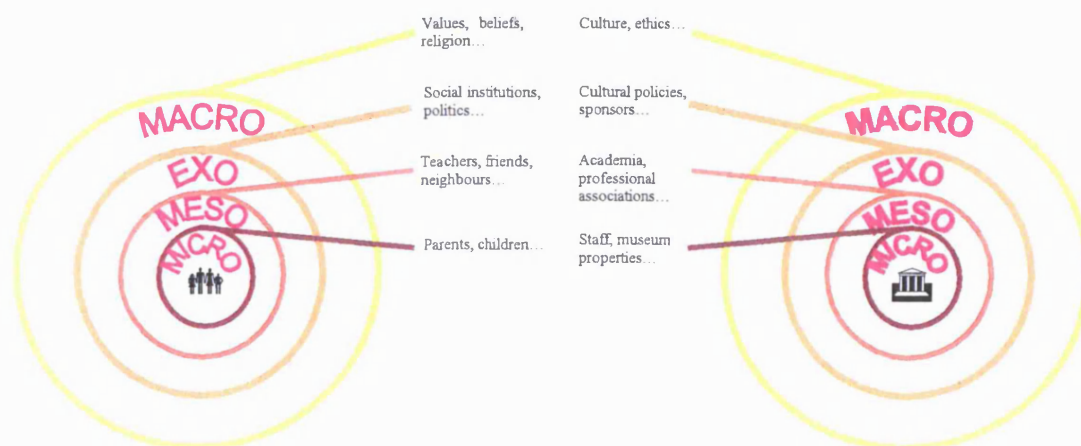 Values, beliefs,
religion…
Social institutions,
politics…
Teachers, friends,
neighbours…
Parents, children…
MACRO
EXO
MESO
MICRO
Culture, ethics…
Cultural policies,
sponsors…
Academia,
professional
associations…
Staff, museum
properties…
MACRO
EXO
MESO
MICRO